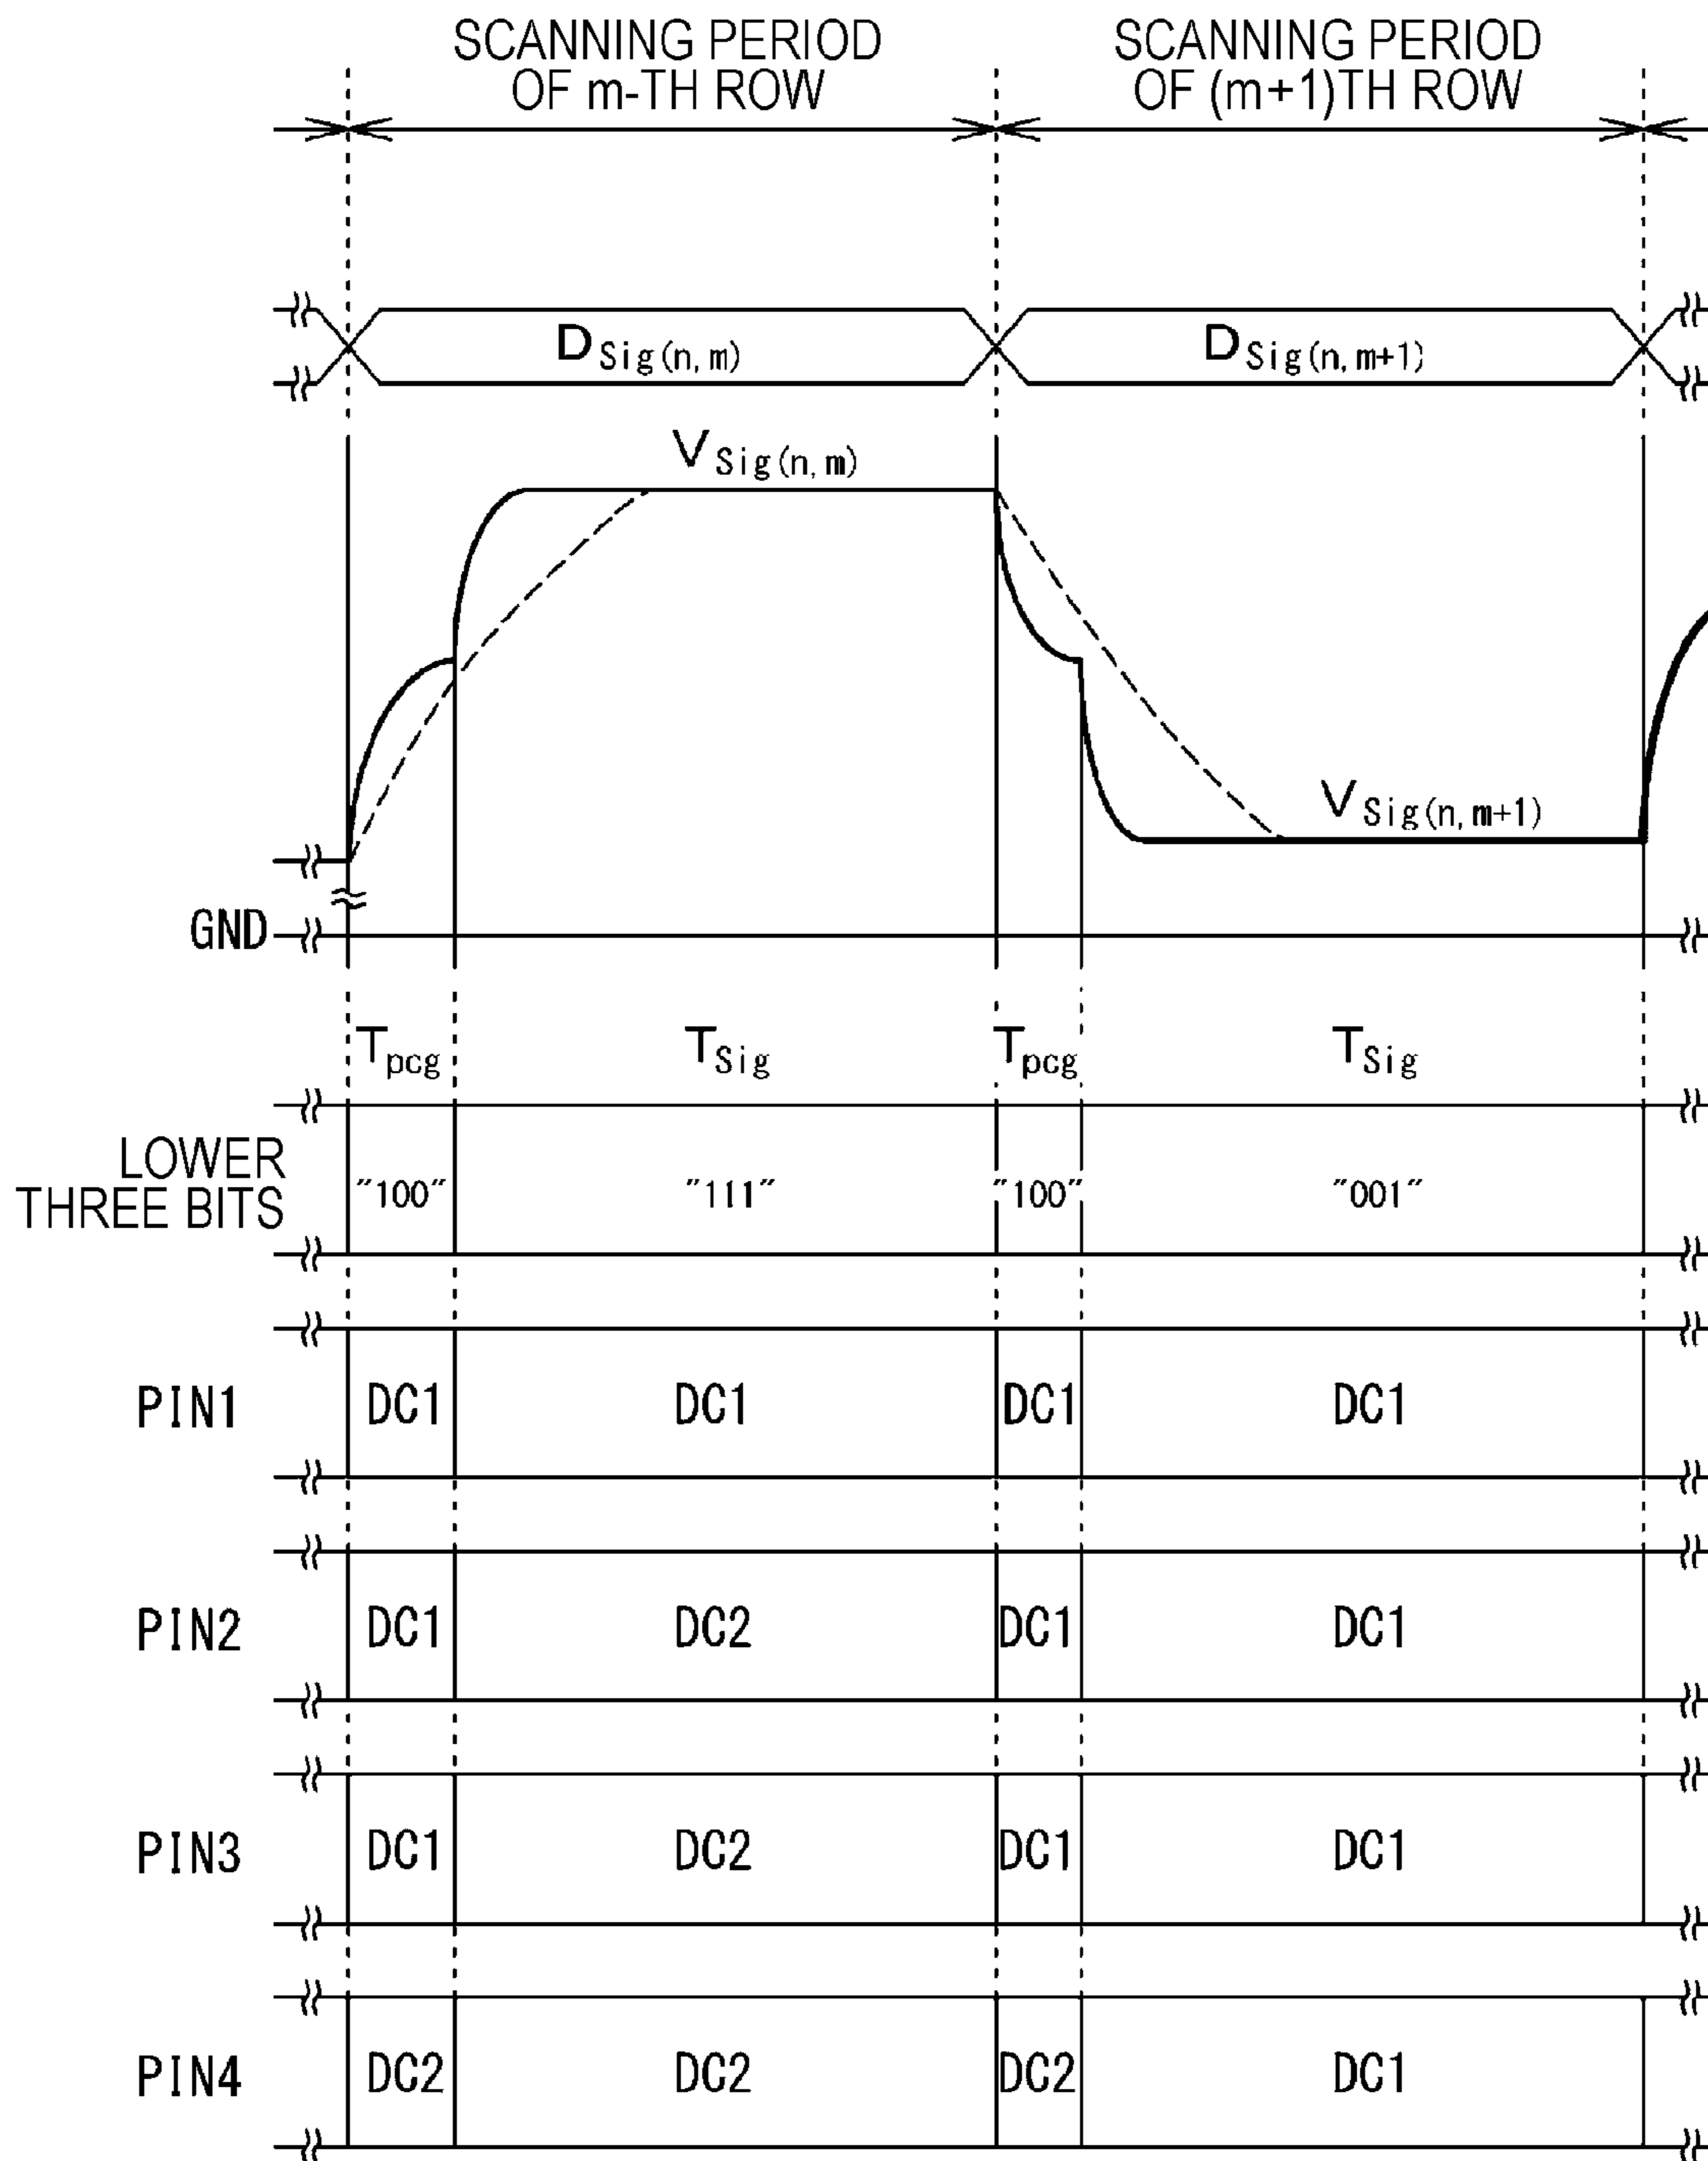 SCANNING PERIOD
OF m-TH ROW
SCANNING PERIOD
OF (m+1)TH ROW
DSig(n,m)
DSig(n,m+1)
VSig(n,m)
VSig(n,m+1)
GND
Tpcg
TSig
Tpcg
TSig
LOWER
THREE BITS
"100"
"111"
"100"
"001"
PIN1
DC1
DC1
DC1
DC1
PIN2
DC1
DC2
DC1
DC1
PIN3
DC1
DC2
DC1
DC1
PIN4
DC2
DC2
DC2
DC1